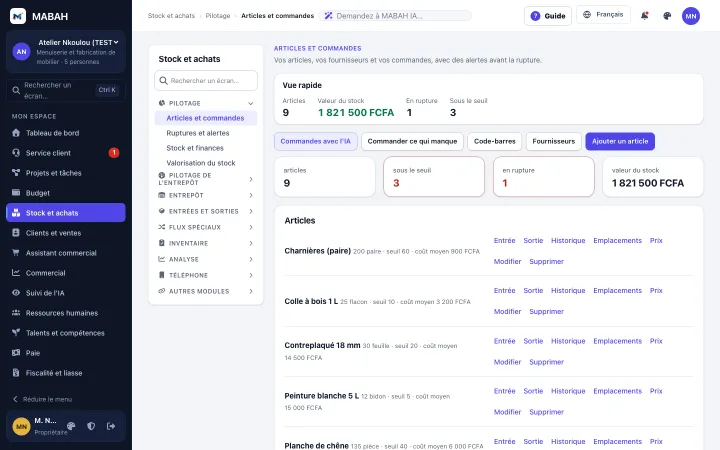 MABAH
AN
Atelier Nkoulou (TEST
Menuiserie et fabrication de
mobilier · 5 personnes
Rechercher un
écran...
Ctrl K
MON ESPACE
Tableau de bord
Service client
1
Projets et tâches
Budget
Stock et achats
Clients et ventes
Assistant commercial
Commercial
Suivi de l'IA
Ressources humaines
Talents et compétences
Paie
Fiscalité et liasse
Réduire le menu
MN
M. N...
Propriétaire
Stock et achats › Pilotage › Articles et commandes
Demandez à MABAH IA...
? Guide
Français
MN
Stock et achats
Rechercher un écran...
PILOTAGE
Articles et commandes
Ruptures et alertes
Stock et finances
Valorisation du stock
PILOTAGE DE
L'ENTREPÔT
ENTREPÔT
ENTRÉES ET SORTIES
FLUX SPÉCIAUX
INVENTAIRE
ANALYSE
TÉLÉPHONE
AUTRES MODULES
ARTICLES ET COMMANDES
Vos articles, vos fournisseurs et vos commandes, avec des alertes avant la rupture.
Vue rapide
Articles Valeur du stock En rupture Sous le seuil
9 1 821 500 FCFA 1 3
Commandes avec l'IA Commander ce qui manque Code-barres Fournisseurs Ajouter un article
articles sous le seuil en rupture valeur du stock
9 3 1 1 821 500 FCFA
Articles
Charnières (paire) 200 paire · seuil 60 · coût moyen 900 FCFA
Entrée Sortie Historique Emplacements Prix
Modifier Supprimer
Colle à bois 1 L 25 flacon · seuil 10 · coût moyen 3 200 FCFA
Entrée Sortie Historique Emplacements Prix
Modifier Supprimer
Contreplaqué 18 mm 30 feuille · seuil 20 · coût moyen
14 500 FCFA
Entrée Sortie Historique Emplacements Prix
Modifier Supprimer
Peinture blanche 5 L 12 bidon · seuil 5 · coût moyen
15 000 FCFA
Entrée Sortie Historique Emplacements Prix
Modifier Supprimer
Planche de chêne 135 pièce · seuil 40 · coût moyen 6 000 FCFA
Entrée Sortie Historique Emplacements Prix